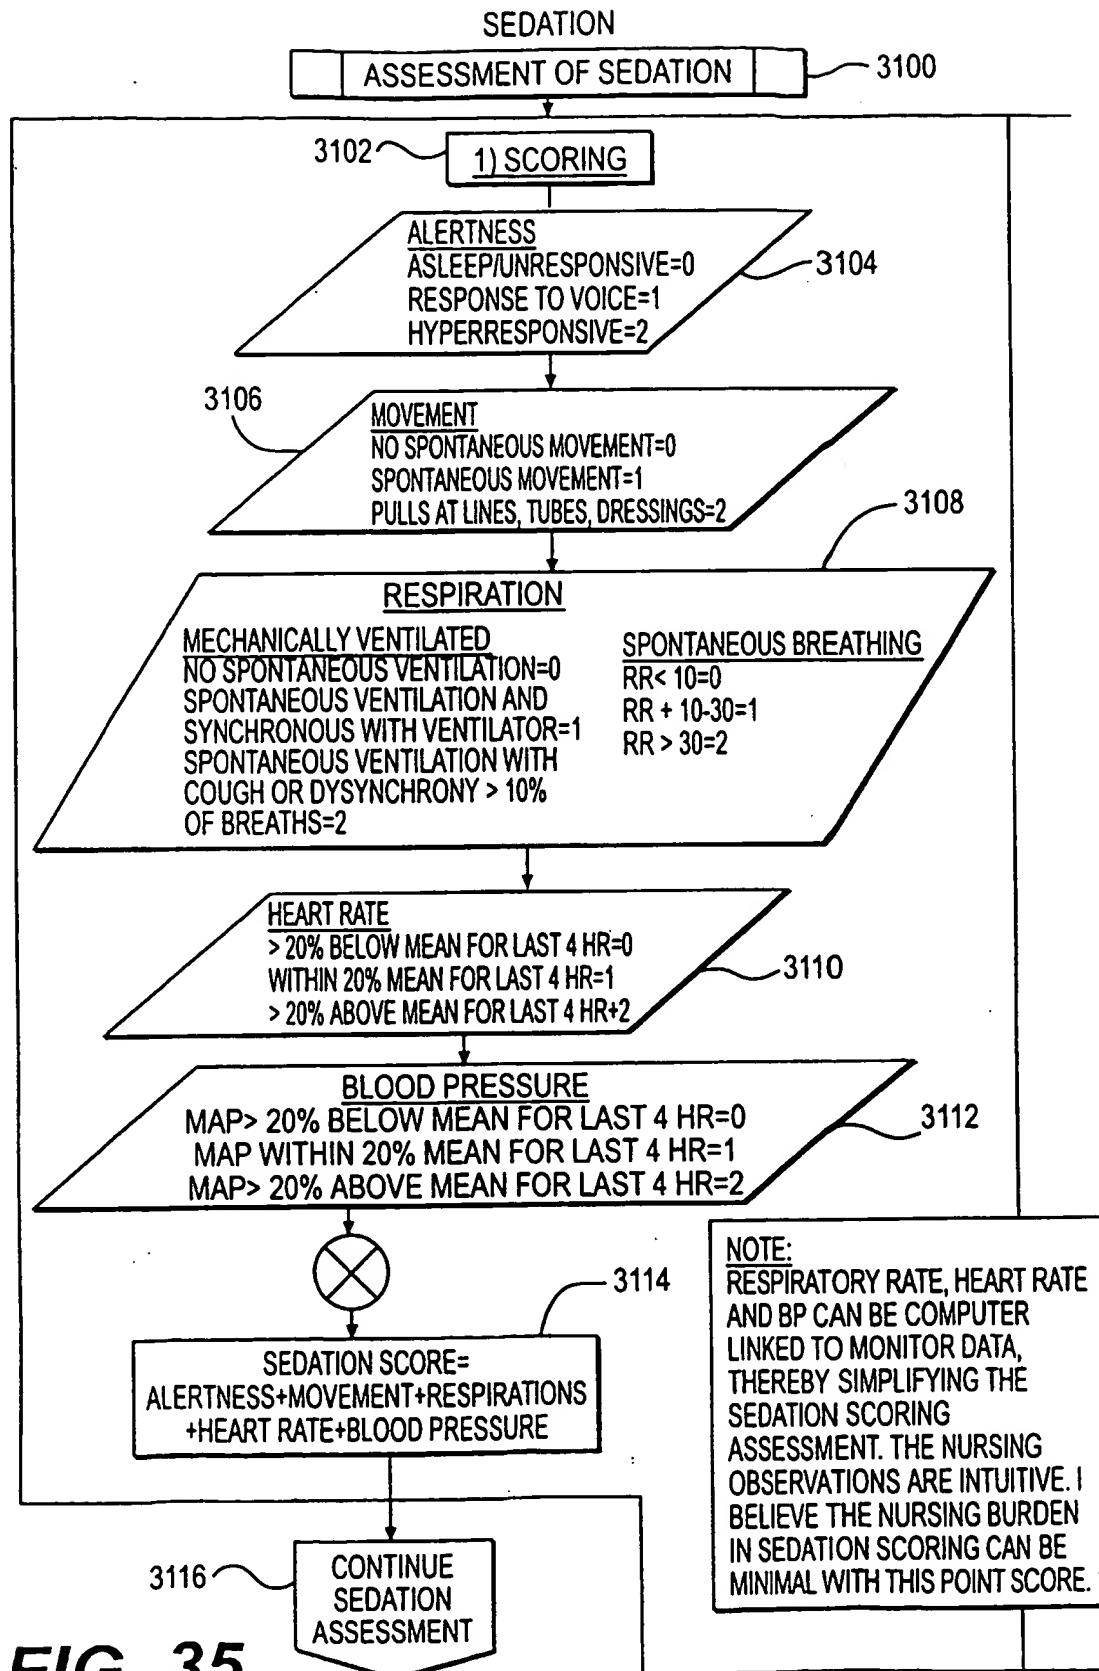 SEDATION
ASSESSMENT OF SEDATION
3100
3102
1) SCORING
ALERTNESS
ASLEEP/UNRESPONSIVE=0
RESPONSE TO VOICE=1
HYPERRESPONSIVE=2
3104
3106
MOVEMENT
NO SPONTANEOUS MOVEMENT=0
SPONTANEOUS MOVEMENT=1
PULLS AT LINES, TUBES, DRESSINGS=2
3108
RESPIRATION
MECHANICALLY VENTILATED
NO SPONTANEOUS VENTILATION=0
SPONTANEOUS VENTILATION AND
SYNCHRONOUS WITH VENTILATOR=1
SPONTANEOUS VENTILATION WITH
COUGH OR DYSYNCHRONY > 10%
OF BREATHS=2
SPONTANEOUS BREATHING
RR< 10=0
RR + 10-30=1
RR > 30=2
HEART RATE
> 20% BELOW MEAN FOR LAST 4 HR=0
WITHIN 20% MEAN FOR LAST 4 HR=1
> 20% ABOVE MEAN FOR LAST 4 HR+2
3110
BLOOD PRESSURE
MAP> 20% BELOW MEAN FOR LAST 4 HR=0
MAP WITHIN 20% MEAN FOR LAST 4 HR=1
MAP> 20% ABOVE MEAN FOR LAST 4 HR=2
3112
3114
SEDATION SCORE=
ALERTNESS+MOVEMENT+RESPIRATIONS
+HEART RATE+BLOOD PRESSURE
NOTE:
RESPIRATORY RATE, HEART RATE
AND BP CAN BE COMPUTER
LINKED TO MONITOR DATA,
THEREBY SIMPLIFYING THE
SEDATION SCORING
ASSESSMENT. THE NURSING
OBSERVATIONS ARE INTUITIVE. I
BELIEVE THE NURSING BURDEN
IN SEDATION SCORING CAN BE
MINIMAL WITH THIS POINT SCORE.
3116
CONTINUE
SEDATION
ASSESSMENT
FIG. 35